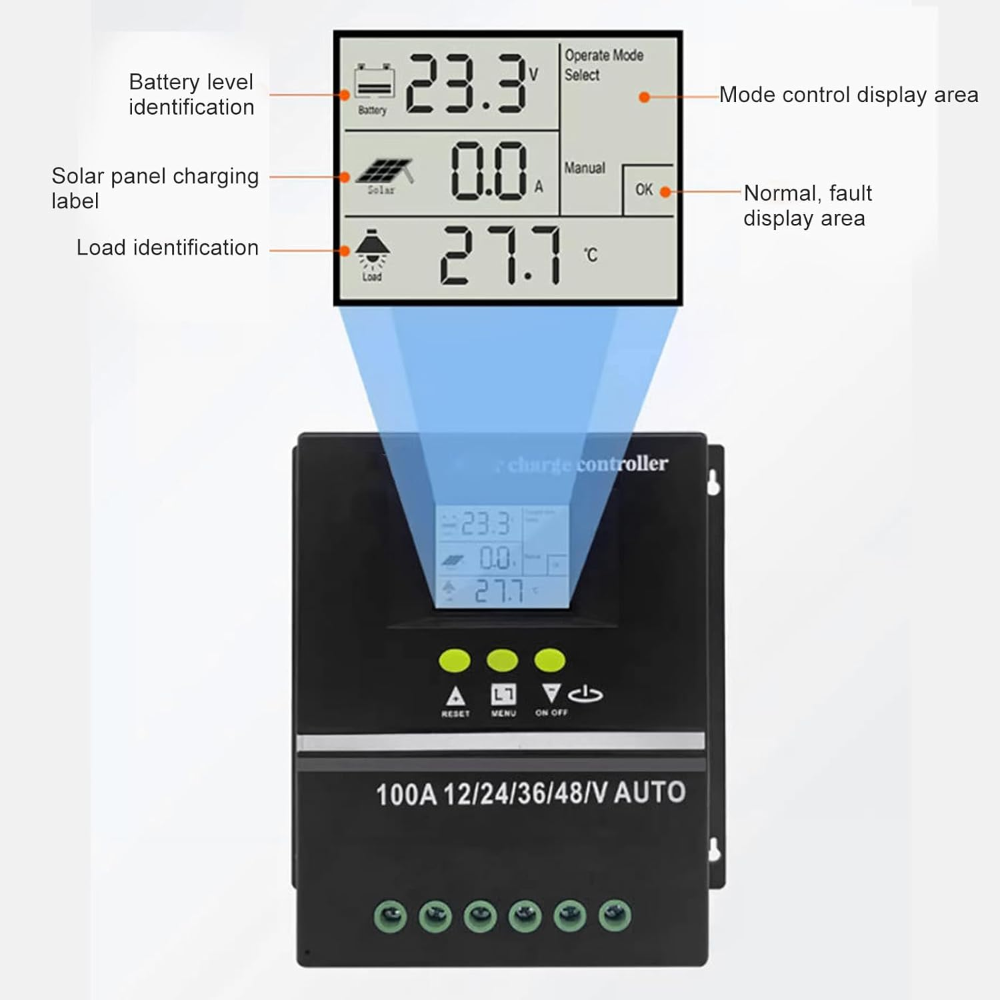 Battery level
identification
Solar panel charging
label
Load identification
23.3 V
Battery
0.0 A
Solar
27.7 °C
Load
Operate Mode
Select
Manual
OK
Mode control display area
Normal, fault
display area
charge controller
23.3
0.0
27.7
RESET MENU ON OFF
100A 12/24/36/48/V AUTO